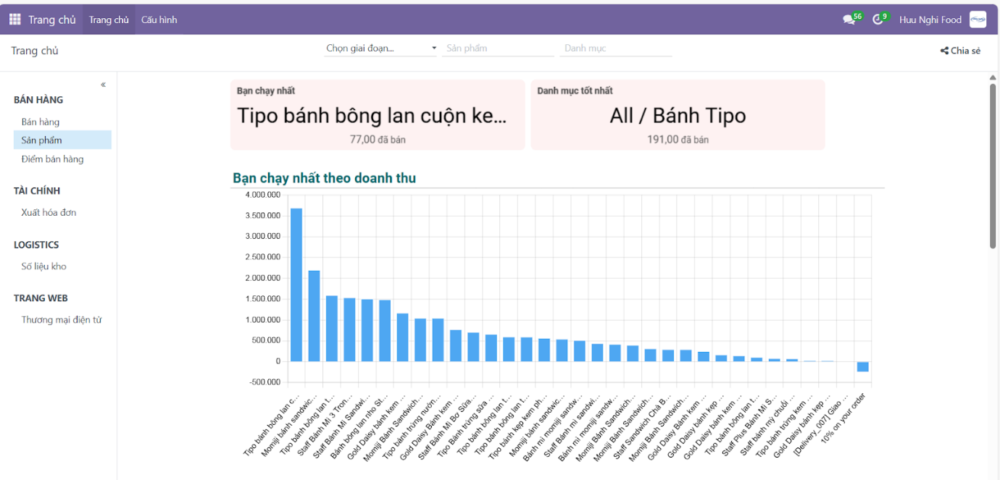 Trang chủ Trang chủ Cấu hình 56 9 Huu Nghi Food
Trang chủ Chọn giai đoạn... Sản phẩm Danh mục Chia sẻ
«
BÁN HÀNG
Bán hàng
Sản phẩm
Điểm bán hàng
TÀI CHÍNH
Xuất hóa đơn
LOGISTICS
Số liệu kho
TRANG WEB
Thương mại điện tử
Bạn chạy nhất
Tipo bánh bông lan cuộn ke...
77,00 đã bán
Danh mục tốt nhất
All / Bánh Tipo
191,00 đã bán
Bạn chạy nhất theo doanh thu
4.000.000
3.500.000
3.000.000
2.500.000
2.000.000
1.500.000
1.000.000
500.000
0
-500.000
Tipo bánh bông lan c...
Momiji bánh sandwic...
Tipo bánh bông lan t...
Staff Bánh Mì 3 Tron...
Staff Bánh Mì Sandwi...
Bánh bông lan nho St...
Gold Daisy bánh kem ...
Momiji Bánh Sandwich...
Tipo bánh trứng nướn...
Gold Daisy Bánh kem ...
Staff Bánh Mì Bơ Sữa...
Tipo Bánh trứng sữa ...
Tipo bánh bông lan t...
Tipo bánh bông lan t...
Tipo bánh kẹp kem ph...
Momiji bánh sandwic...
Bánh mì momiji sandw...
Staff Bánh mì sandwi...
Bánh mì momiji sandw...
Momiji Bánh Sandwich...
Momiji Bánh Sandwich...
Staff Sandwich Chà B...
Momiji Bánh Sandwich...
Gold Daisy Bánh kem ...
Gold Daisy bánh kẹp ...
Gold Daisy bánh kem ...
Tipo bánh bông lan t...
Staff Plus Bánh Mì S...
Staff bánh mỳ chuối ...
Tipo bánh trứng kem ...
Gold Daisy bánh kẹp ...
[Delivery_007] Giao ...
10% on your order